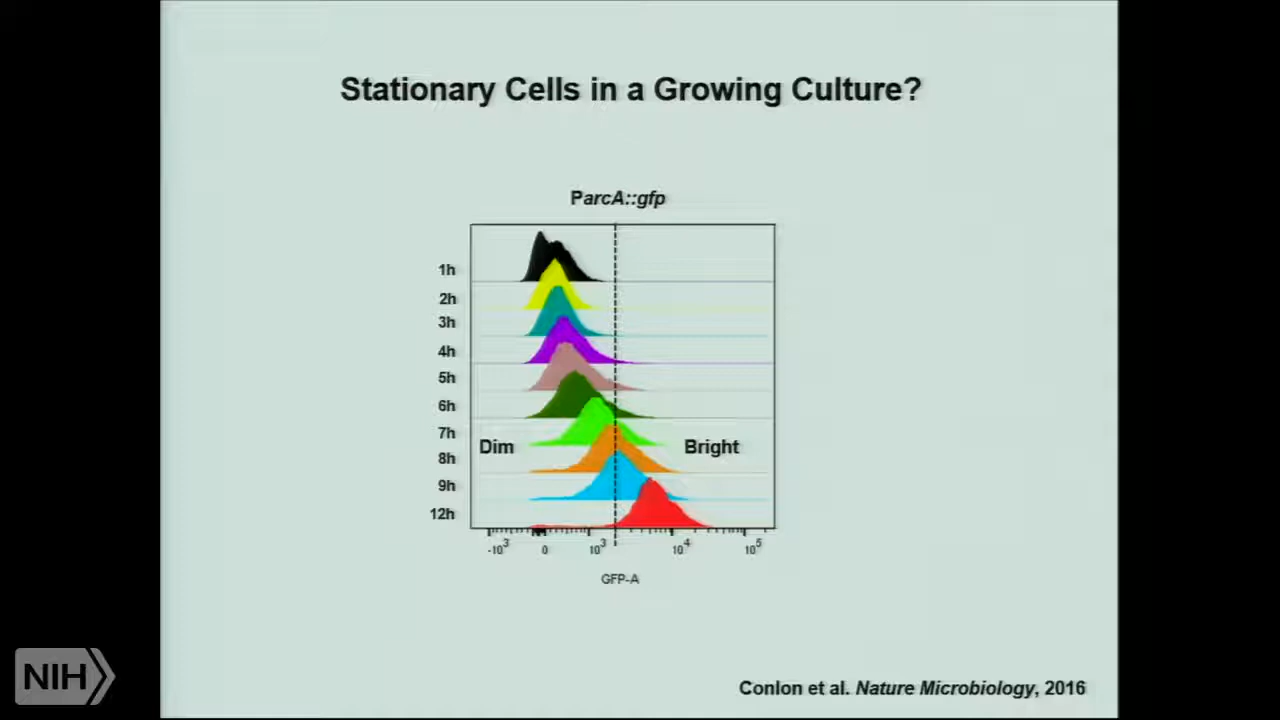 Stationary Cells in a Growing Culture?
ParcA::gfp
1h
2h
3h
4h
5h
6h
7h
8h
9h
12h
Dim
Bright
-10³ 0 10³ 10⁴ 10⁵
GFP-A
Conlon et al. Nature Microbiology, 2016
NIH